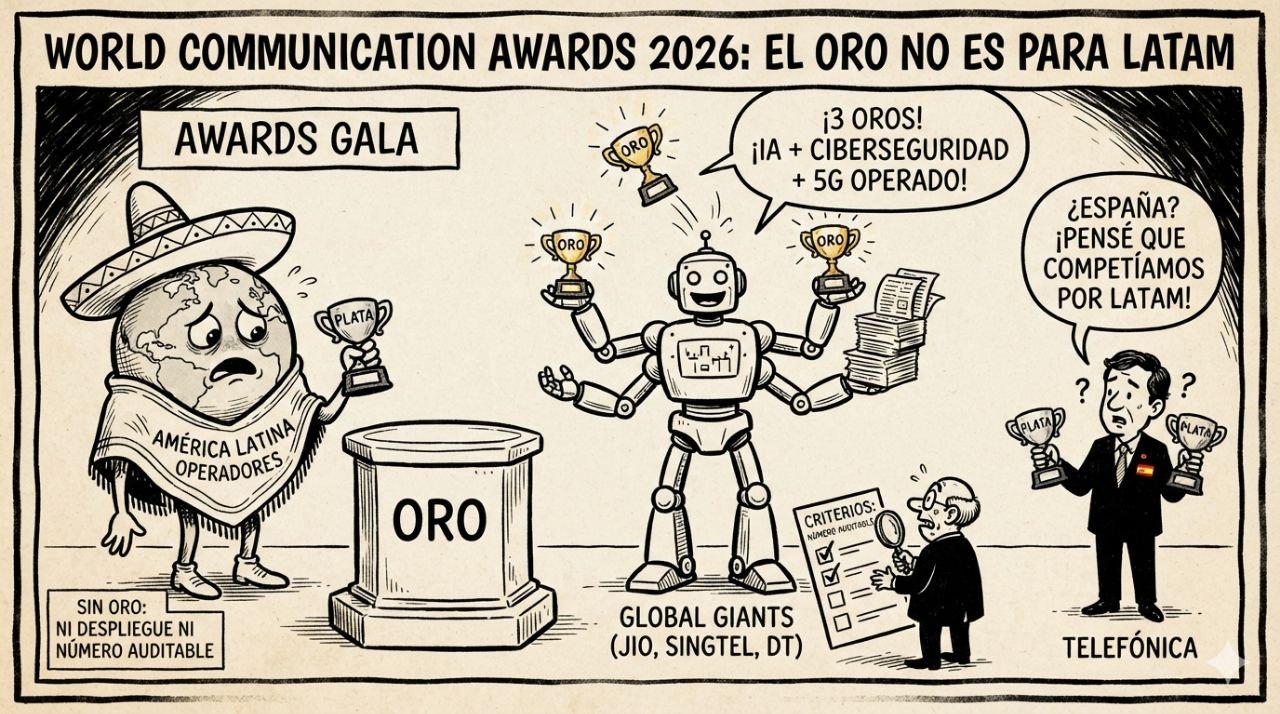 WORLD COMMUNICATION AWARDS 2026: EL ORO NO ES PARA LATAM
AWARDS GALA
ORO
¡3 OROS!
¡IA + CIBERSEGURIDAD
+ 5G OPERADO!
ORO
ORO
¿ESPAÑA?
¡PENSÉ QUE
COMPETÍAMOS
POR LATAM!
PLATA
AMÉRICA LATINA
OPERADORES
ORO
CRITERIOS:
NÚMERO AUDITABLE
? ?
PLATA
PLATA
SIN ORO:
NI DESPLIEGUE NI
NÚMERO AUDITABLE
GLOBAL GIANTS
(JIO, SINGTEL, DT)
TELEFÓNICA